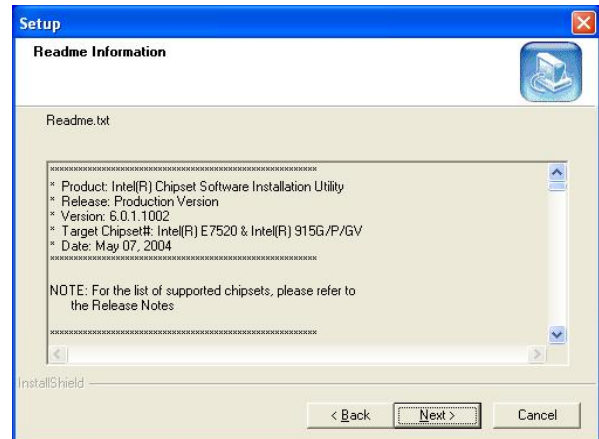 Setup
Readme Information
Readme.txt
****************************************************
* Product: Intel(R) Chipset Software Installation Utility
* Release: Production Version
* Version: 6.0.1.1002
* Target Chipset#: Intel(R) E7520 & Intel(R) 915G/P/GV
* Date: May 07, 2004
****************************************************
NOTE: For the list of supported chipsets, please refer to
the Release Notes
****************************************************
InstallShield
< Back
Next >
Cancel